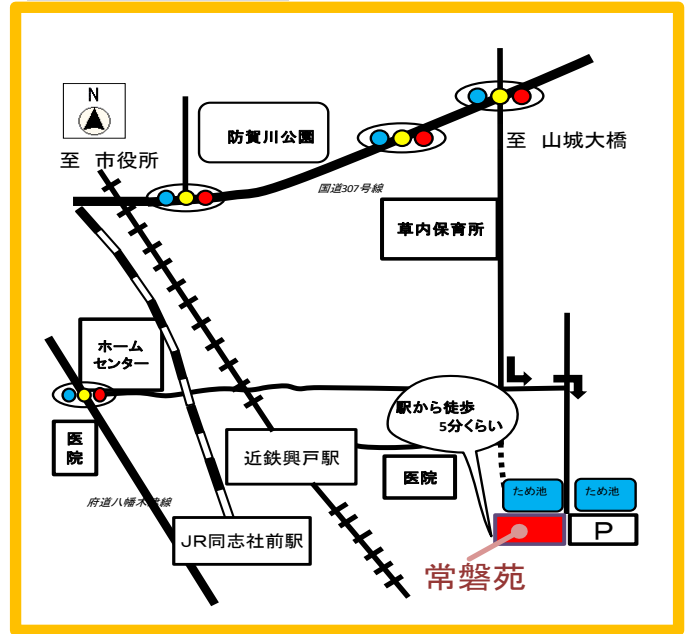 N
至 市役所
防賀川公園
至 山城大橋
国道307号線
草内保育所
ホーム
センター
駅から徒歩
5分くらい
医
院
近鉄興戸駅
医院
ため池
ため池
府道八幡木津線
JR同志社前駅
P
常磐苑